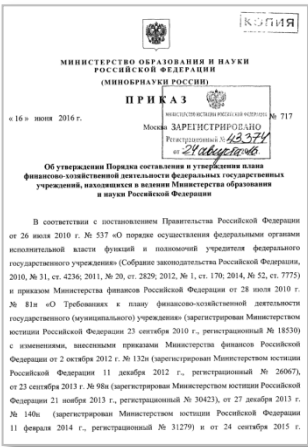 КОПИЯ
МИНИСТЕРСТВО ОБРАЗОВАНИЯ И НАУКИ
РОССИЙСКОЙ ФЕДЕРАЦИИ
(МИНОБРНАУКИ РОССИИ)
ПРИКАЗ
« 16 » июня 2016 г.
№ 717
МИНИСТЕРСТВО ЮСТИЦИИ РОССИЙСКОЙ ФЕДЕРАЦИИ
Москва
ЗАРЕГИСТРИРОВАНО
Регистрационный № 43374
от 24 августа 2016.
Об утверждении Порядка составления и утверждения плана
финансово-хозяйственной деятельности федеральных государственных
учреждений, находящихся в ведении Министерства образования
и науки Российской Федерации
В соответствии с постановлением Правительства Российской Федерации
от 26 июля 2010 г. № 537 «О порядке осуществления федеральными органами
исполнительной власти функций и полномочий учредителя федерального
государственного учреждения» (Собрание законодательства Российской Федерации,
2010, № 31, ст. 4236; 2011, № 20, ст. 2829; 2012, № 1, ст. 170; 2014, № 52, ст. 7775)
и приказом Министерства финансов Российской Федерации от 28 июля 2010 г.
№ 81н «О Требованиях к плану финансово-хозяйственной деятельности
государственного (муниципального) учреждения» (зарегистрирован Министерством
юстиции Российской Федерации 23 сентября 2010 г., регистрационный № 18530)
с изменениями, внесенными приказами Министерства финансов Российской
Федерации от 2 октября 2012 г. № 132н (зарегистрирован Министерством юстиции
Российской Федерации 11 декабря 2012 г., регистрационный № 26067),
от 23 сентября 2013 г. № 98н (зарегистрирован Министерством юстиции Российской
Федерации 21 ноября 2013 г., регистрационный № 30423), от 27 декабря 2013 г.
№ 140н (зарегистрирован Министерством юстиции Российской Федерации
11 февраля 2014 г., регистрационный № 31279) и от 24 сентября 2015 г.